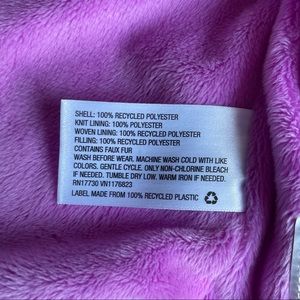 SHELL: 100% RECYCLED POLYESTER
KNIT LINING: 100% POLYESTER
WOVEN LINING: 100% RECYCLED POLYESTER
FILLING: 100% RECYCLED POLYESTER
CONTAINS FAUX FUR
WASH BEFORE WEAR. MACHINE WASH COLD WITH LIKE
COLORS. GENTLE CYCLE. ONLY NON-CHLORINE BLEACH
IF NEEDED. TUMBLE DRY LOW. WARM IRON IF NEEDED.
RN17730 VN1176823
LABEL MADE FROM 100% RECYCLED PLASTIC